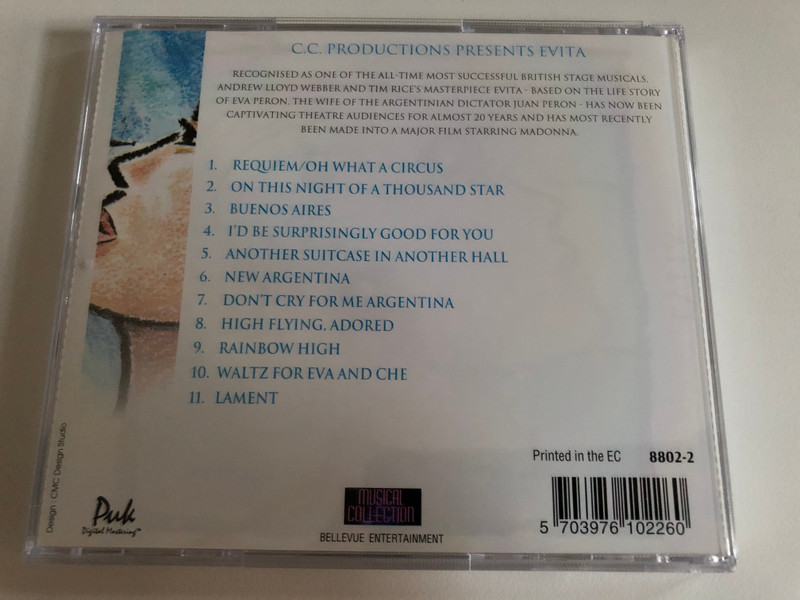 C.C. PRODUCTIONS PRESENTS EVITA
RECOGNISED AS ONE OF THE ALL-TIME MOST SUCCESSFUL BRITISH STAGE MUSICALS,
ANDREW LLOYD WEBBER AND TIM RICE'S MASTERPIECE EVITA - BASED ON THE LIFE STORY
OF EVA PERON, THE WIFE OF THE ARGENTINIAN DICTATOR JUAN PERON - HAS NOW BEEN
CAPTIVATING THEATRE AUDIENCES FOR ALMOST 20 YEARS AND HAS MOST RECENTLY
BEEN MADE INTO A MAJOR FILM STARRING MADONNA.
1. REQUIEM/OH WHAT A CIRCUS
2. ON THIS NIGHT OF A THOUSAND STAR
3. BUENOS AIRES
4. I'D BE SURPRISINGLY GOOD FOR YOU
5. ANOTHER SUITCASE IN ANOTHER HALL
6. NEW ARGENTINA
7. DON'T CRY FOR ME ARGENTINA
8. HIGH FLYING, ADORED
9. RAINBOW HIGH
10. WALTZ FOR EVA AND CHE
11. LAMENT
Design : CMC Design Studio
Puk
Digital Mastering™
MUSICAL
COLLECTION
BELLEVUE ENTERTAINMENT
Printed in the EC 8802-2
5 703976 102260